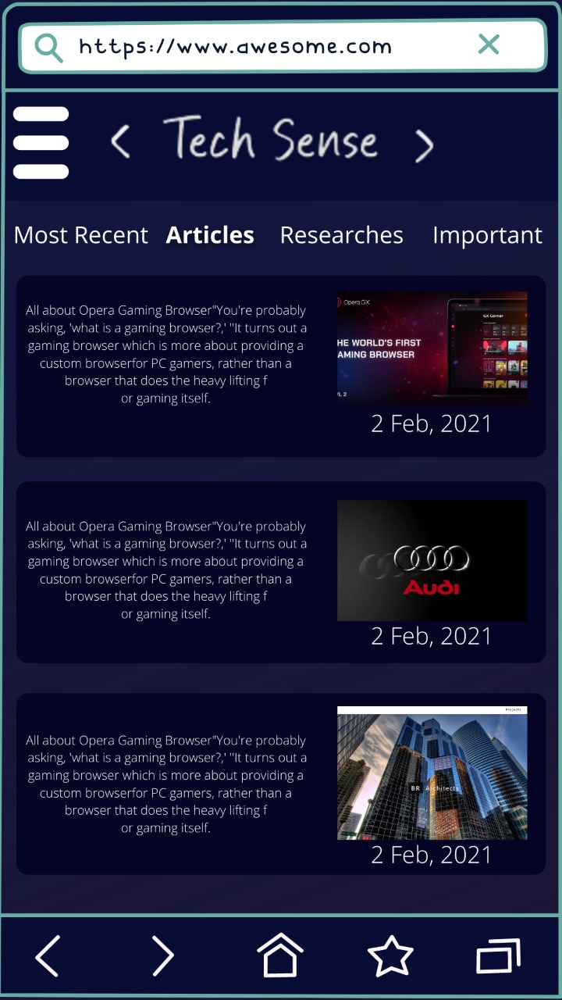 https://www.awesome.com
< Tech Sense >
Most Recent Articles Researches Important
All about Opera Gaming Browser"You're probably
asking, 'what is a gaming browser?,' "It turns out a
gaming browser which is more about providing a
custom browserfor PC gamers, rather than a
browser that does the heavy lifting f
or gaming itself.
Opera GX
GX Corner
HE WORLD'S FIRST
AMING BROWSER
VL 2
2 Feb, 2021
All about Opera Gaming Browser"You're probably
asking, 'what is a gaming browser?,' "It turns out a
gaming browser which is more about providing a
custom browserfor PC gamers, rather than a
browser that does the heavy lifting f
or gaming itself.
Audi
2 Feb, 2021
All about Opera Gaming Browser"You're probably
asking, 'what is a gaming browser?,' "It turns out a
gaming browser which is more about providing a
custom browserfor PC gamers, rather than a
browser that does the heavy lifting f
or gaming itself.
Projects
BR Architects
2 Feb, 2021